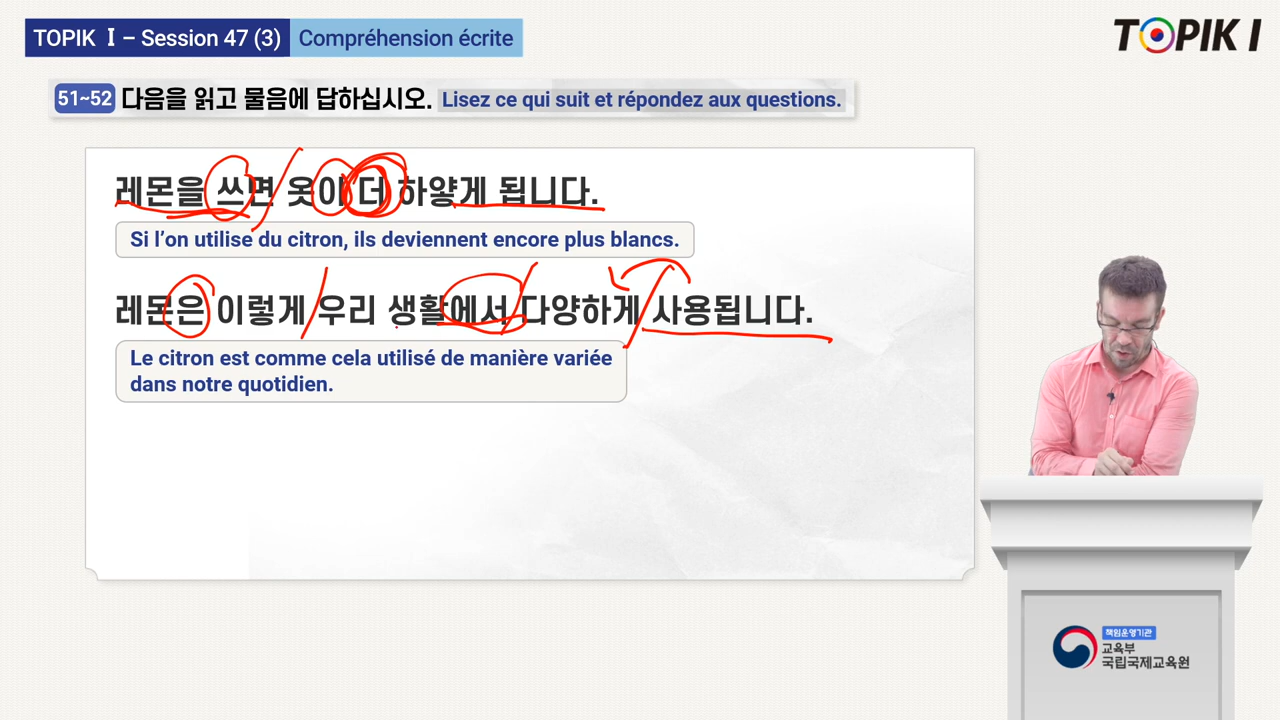 TOPIK I – Session 47 (3) Compréhension écrite
TOPIK I
51~52 다음을 읽고 물음에 답하십시오. Lisez ce qui suit et répondez aux questions.
레몬을 쓰면 옷이 더 하얗게 됩니다.
Si l'on utilise du citron, ils deviennent encore plus blancs.
레몬은 이렇게 우리 생활에서 다양하게 사용됩니다.
Le citron est comme cela utilisé de manière variée
dans notre quotidien.
책임운영기관
교육부
국립국제교육원